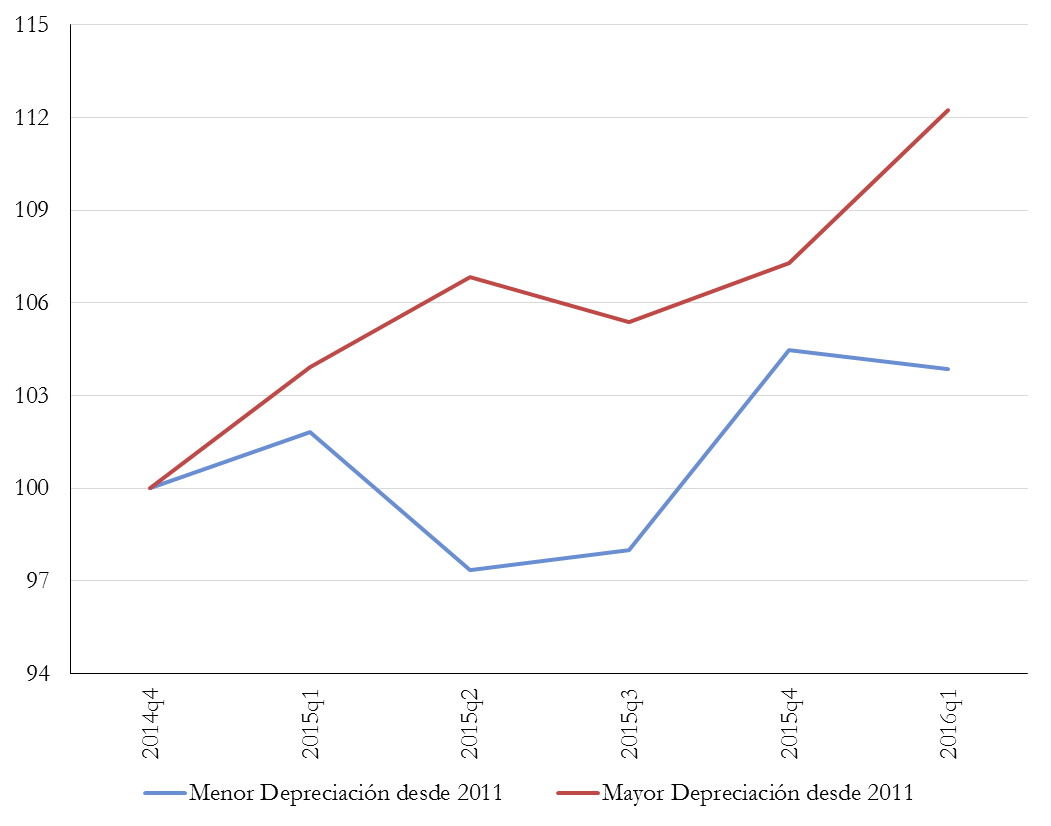 115
112
109
106
103
100
97
94
2014q4
2015q1
2015q2
2015q3
2015q4
2016q1
Menor Depreciación desde 2011
Mayor Depreciación desde 2011